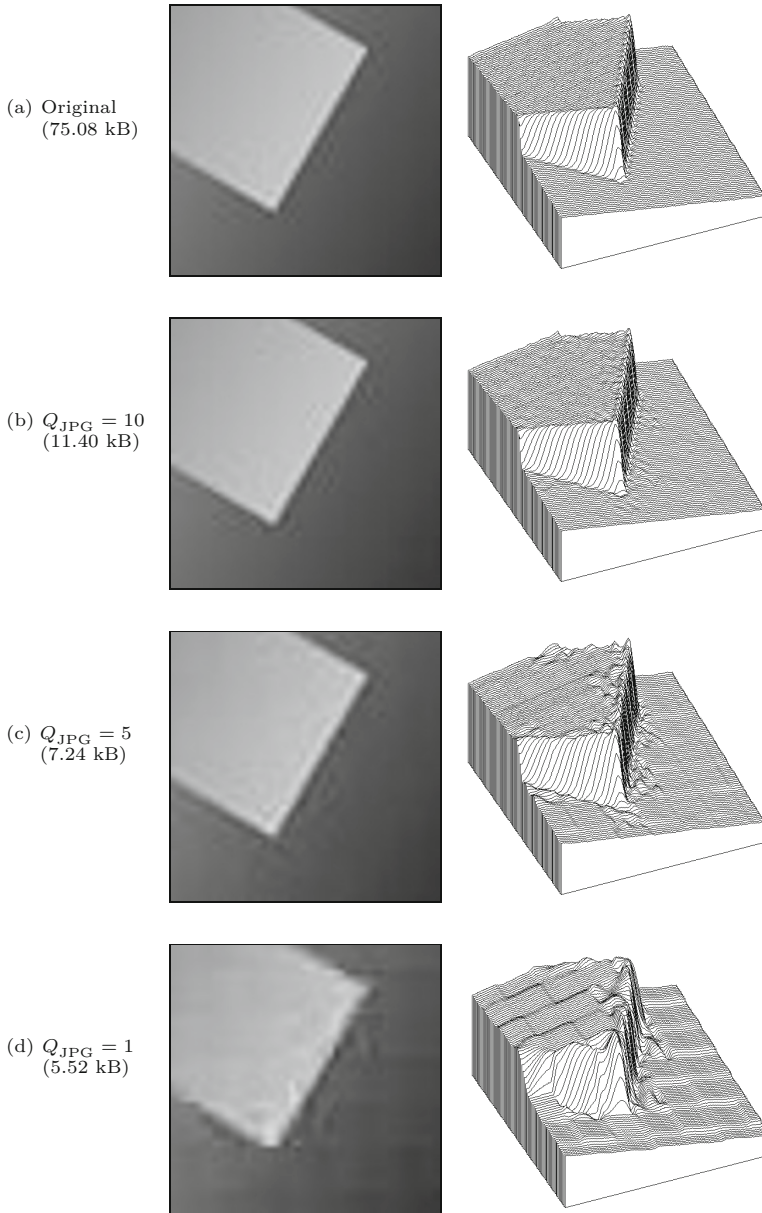 (a) Original
(75.08 kB)
(b) Q_JPG = 10
(11.40 kB)
(c) Q_JPG = 5
(7.24 kB)
(d) Q_JPG = 1
(5.52 kB)